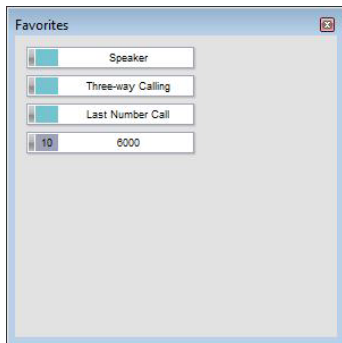 Favorites
Speaker
Three-way Calling
Last Number Call
10 6000